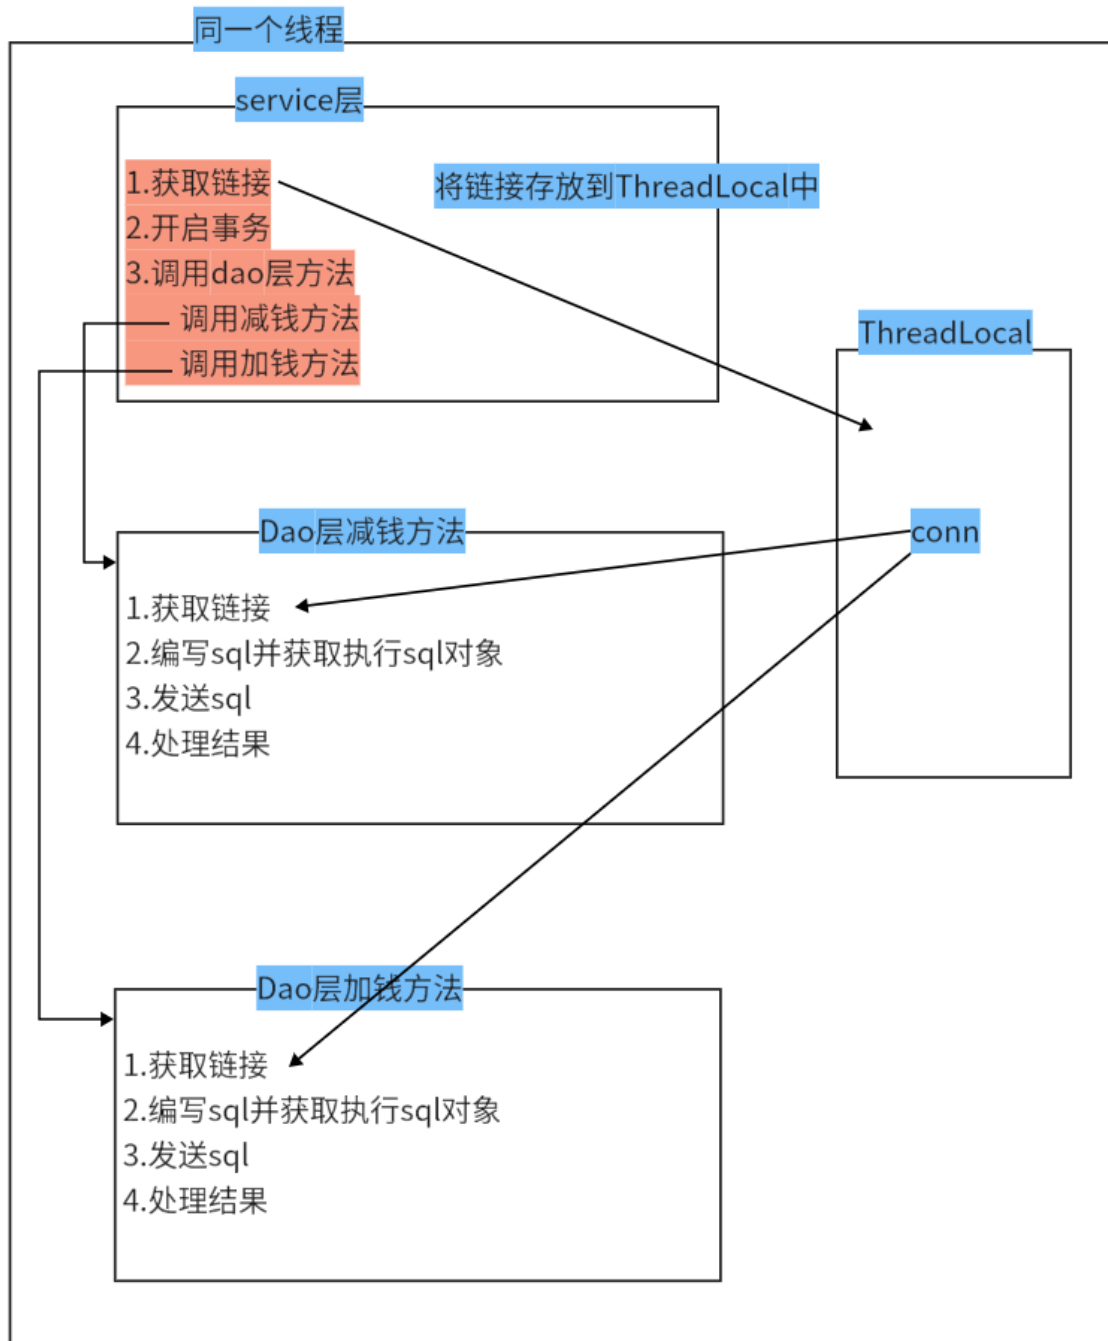 同一个线程
service层
1.获取链接
将链接存放到ThreadLocal中
2.开启事务
3.调用dao层方法
调用减钱方法
调用加钱方法
ThreadLocal
conn
Dao层减钱方法
1.获取链接
2.编写sql并获取执行sql对象
3.发送sql
4.处理结果
Dao层加钱方法
1.获取链接
2.编写sql并获取执行sql对象
3.发送sql
4.处理结果